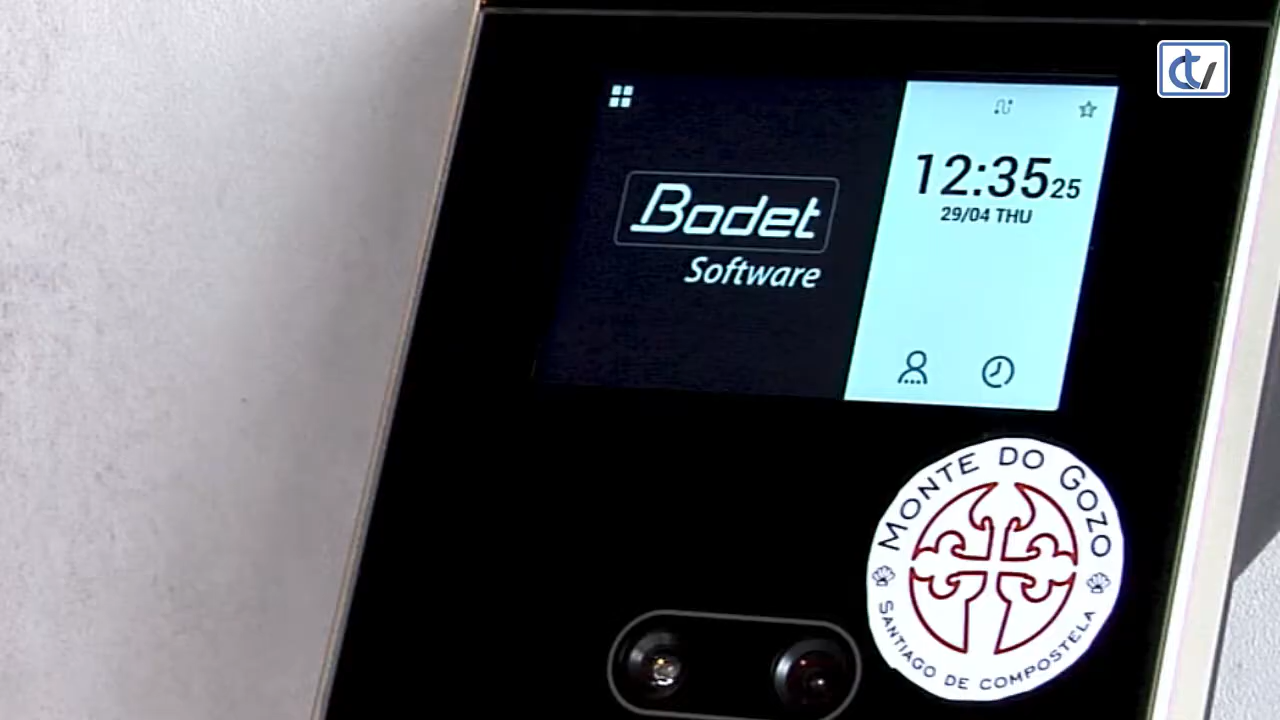 Bodet
Software
12:35 25
29/04 THU
MONTE DO GOZO
SANTIAGO DE COMPOSTELA